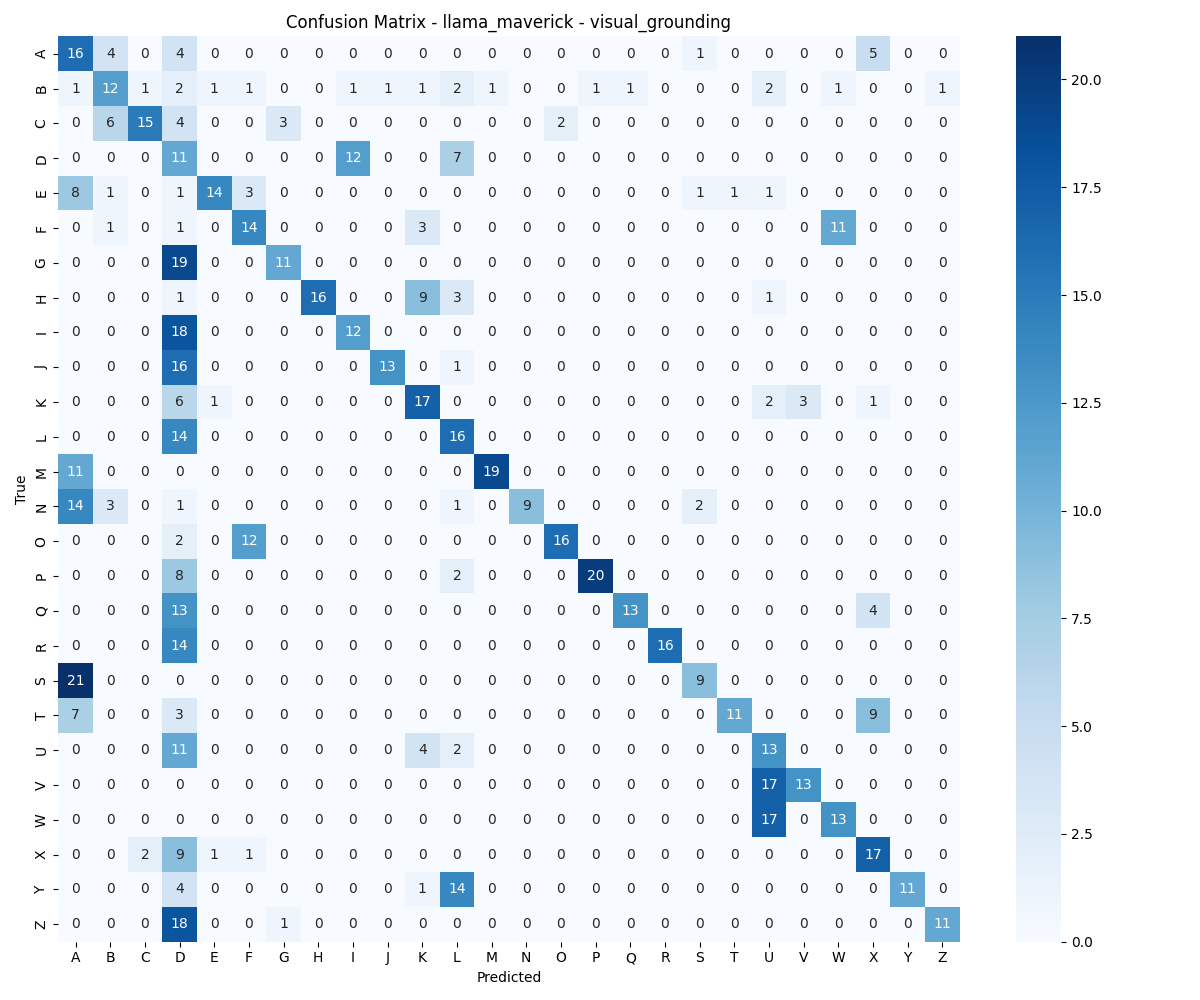 Confusion Matrix - llama_maverick - visual_grounding
A 16 4 0 4 0 0 0 0 0 0 0 0 0 0 0 0 0 0 1 0 0 0 0 5 0 0
B 1 12 1 2 1 1 0 0 1 1 1 2 1 0 0 1 1 0 0 0 2 0 1 0 0 1
C 0 6 15 4 0 0 3 0 0 0 0 0 0 0 2 0 0 0 0 0 0 0 0 0 0 0
D 0 0 0 11 0 0 0 0 12 0 0 7 0 0 0 0 0 0 0 0 0 0 0 0 0 0
E 8 1 0 1 14 3 0 0 0 0 0 0 0 0 0 0 0 0 1 1 1 0 0 0 0 0
F 0 1 0 1 0 14 0 0 0 0 3 0 0 0 0 0 0 0 0 0 0 0 11 0 0 0
G 0 0 0 19 0 0 11 0 0 0 0 0 0 0 0 0 0 0 0 0 0 0 0 0 0 0
H 0 0 0 1 0 0 0 16 0 0 9 3 0 0 0 0 0 0 0 0 1 0 0 0 0 0
I 0 0 0 18 0 0 0 0 12 0 0 0 0 0 0 0 0 0 0 0 0 0 0 0 0 0
J 0 0 0 16 0 0 0 0 0 13 0 1 0 0 0 0 0 0 0 0 0 0 0 0 0 0
K 0 0 0 6 1 0 0 0 0 0 17 0 0 0 0 0 0 0 0 0 2 3 0 1 0 0
L 0 0 0 14 0 0 0 0 0 0 0 16 0 0 0 0 0 0 0 0 0 0 0 0 0 0
M 11 0 0 0 0 0 0 0 0 0 0 0 19 0 0 0 0 0 0 0 0 0 0 0 0 0
N 14 3 0 1 0 0 0 0 0 0 0 1 0 9 0 0 0 0 2 0 0 0 0 0 0 0
O 0 0 0 2 0 12 0 0 0 0 0 0 0 0 16 0 0 0 0 0 0 0 0 0 0 0
P 0 0 0 8 0 0 0 0 0 0 0 2 0 0 0 20 0 0 0 0 0 0 0 0 0 0
Q 0 0 0 13 0 0 0 0 0 0 0 0 0 0 0 0 13 0 0 0 0 0 0 4 0 0
R 0 0 0 14 0 0 0 0 0 0 0 0 0 0 0 0 0 16 0 0 0 0 0 0 0 0
S 21 0 0 0 0 0 0 0 0 0 0 0 0 0 0 0 0 0 9 0 0 0 0 0 0 0
T 7 0 0 3 0 0 0 0 0 0 0 0 0 0 0 0 0 0 0 11 0 0 0 9 0 0
U 0 0 0 11 0 0 0 0 0 0 4 2 0 0 0 0 0 0 0 0 13 0 0 0 0 0
V 0 0 0 0 0 0 0 0 0 0 0 0 0 0 0 0 0 0 0 0 17 13 0 0 0 0
W 0 0 0 0 0 0 0 0 0 0 0 0 0 0 0 0 0 0 0 0 17 0 13 0 0 0
X 0 0 2 9 1 1 0 0 0 0 0 0 0 0 0 0 0 0 0 0 0 0 0 17 0 0
Y 0 0 0 4 0 0 0 0 0 0 1 14 0 0 0 0 0 0 0 0 0 0 0 0 11 0
Z 0 0 0 18 0 0 1 0 0 0 0 0 0 0 0 0 0 0 0 0 0 0 0 0 0 11
A B C D E F G H I J K L M N O P Q R S T U V W X Y Z
Predicted
True
20.0
17.5
15.0
12.5
10.0
7.5
5.0
2.5
0.0